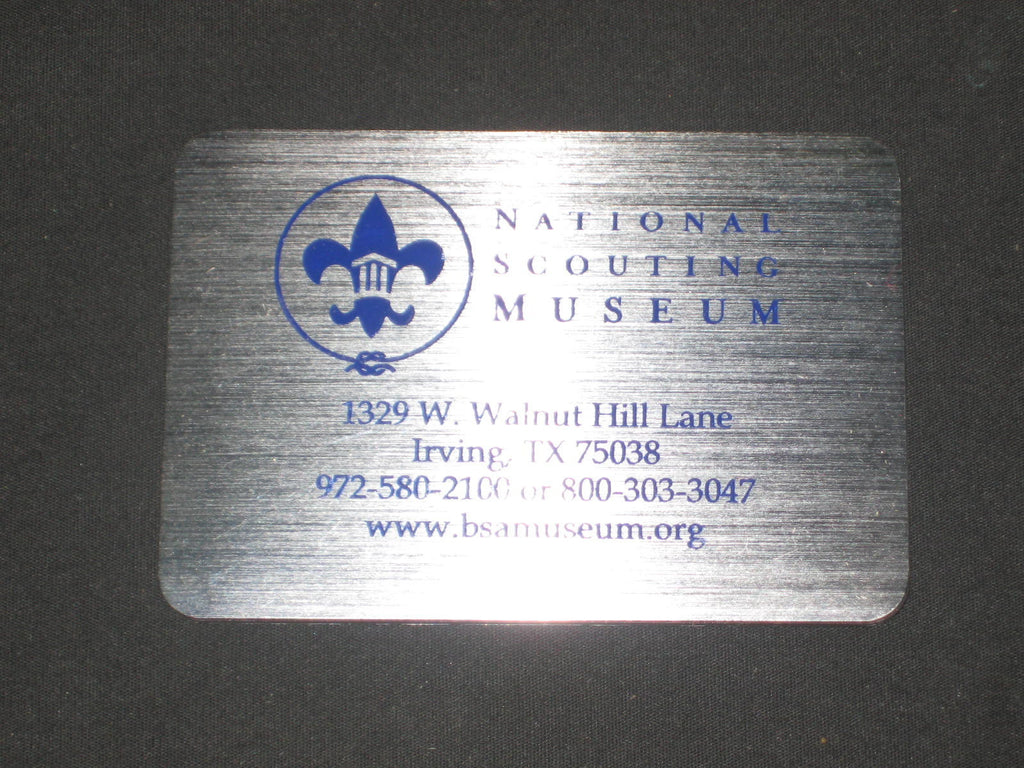 NATIONAL
SCOUTING
MUSEUM
1329 W. Walnut Hill Lane
Irving, TX 75038
972-580-2100 or 800-303-3047
www.bsamuseum.org